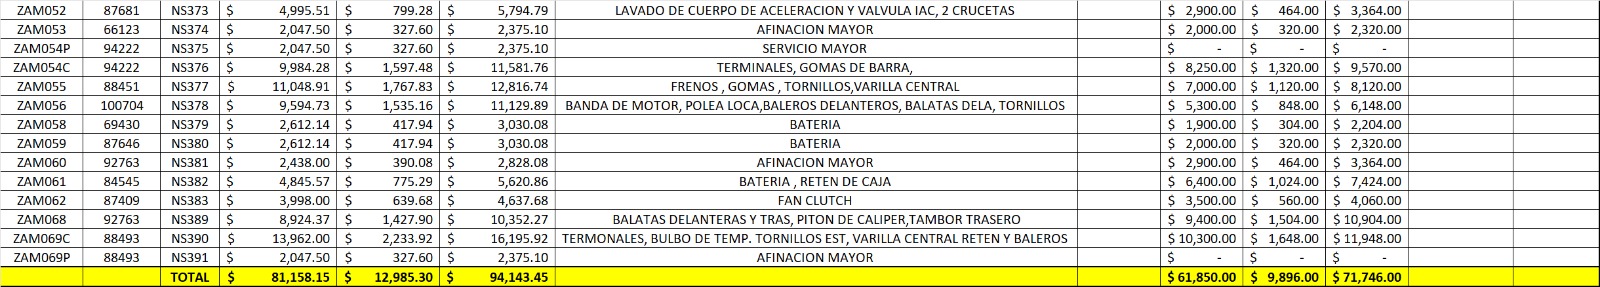 ZAM052 87681 NS373 $ 4,995.51 $ 799.28 $ 5,794.79 LAVADO DE CUERPO DE ACELERACION Y VALVULA IAC, 2 CRUCETAS $ 2,900.00 $ 464.00 $ 3,364.00
ZAM053 66123 NS374 $ 2,047.50 $ 327.60 $ 2,375.10 AFINACION MAYOR $ 2,000.00 $ 320.00 $ 2,320.00
ZAM054P 94222 NS375 $ 2,047.50 $ 327.60 $ 2,375.10 SERVICIO MAYOR $ - $ - $ -
ZAM054C 94222 NS376 $ 9,984.28 $ 1,597.48 $ 11,581.76 TERMINALES, GOMAS DE BARRA, $ 8,250.00 $ 1,320.00 $ 9,570.00
ZAM055 88451 NS377 $ 11,048.91 $ 1,767.83 $ 12,816.74 FRENOS , GOMAS , TORNILLOS,VARILLA CENTRAL $ 7,000.00 $ 1,120.00 $ 8,120.00
ZAM056 100704 NS378 $ 9,594.73 $ 1,535.16 $ 11,129.89 BANDA DE MOTOR, POLEA LOCA,BALEROS DELANTEROS, BALATAS DELA, TORNILLOS $ 5,300.00 $ 848.00 $ 6,148.00
ZAM058 69430 NS379 $ 2,612.14 $ 417.94 $ 3,030.08 BATERIA $ 1,900.00 $ 304.00 $ 2,204.00
ZAM059 87646 NS380 $ 2,612.14 $ 417.94 $ 3,030.08 BATERIA $ 2,000.00 $ 320.00 $ 2,320.00
ZAM060 92763 NS381 $ 2,438.00 $ 390.08 $ 2,828.08 AFINACION MAYOR $ 2,900.00 $ 464.00 $ 3,364.00
ZAM061 84545 NS382 $ 4,845.57 $ 775.29 $ 5,620.86 BATERIA , RETEN DE CAJA $ 6,400.00 $ 1,024.00 $ 7,424.00
ZAM062 87409 NS383 $ 3,998.00 $ 639.68 $ 4,637.68 FAN CLUTCH $ 3,500.00 $ 560.00 $ 4,060.00
ZAM068 92763 NS389 $ 8,924.37 $ 1,427.90 $ 10,352.27 BALATAS DELANTERAS Y TRAS, PITON DE CALIPER,TAMBOR TRASERO $ 9,400.00 $ 1,504.00 $ 10,904.00
ZAM069C 88493 NS390 $ 13,962.00 $ 2,233.92 $ 16,195.92 TERMONALES, BULBO DE TEMP. TORNILLOS EST, VARILLA CENTRAL RETEN Y BALEROS $ 10,300.00 $ 1,648.00 $ 11,948.00
ZAM069P 88493 NS391 $ 2,047.50 $ 327.60 $ 2,375.10 AFINACION MAYOR $ - $ - $ -
TOTAL $ 81,158.15 $ 12,985.30 $ 94,143.45 $ 61,850.00 $ 9,896.00 $ 71,746.00